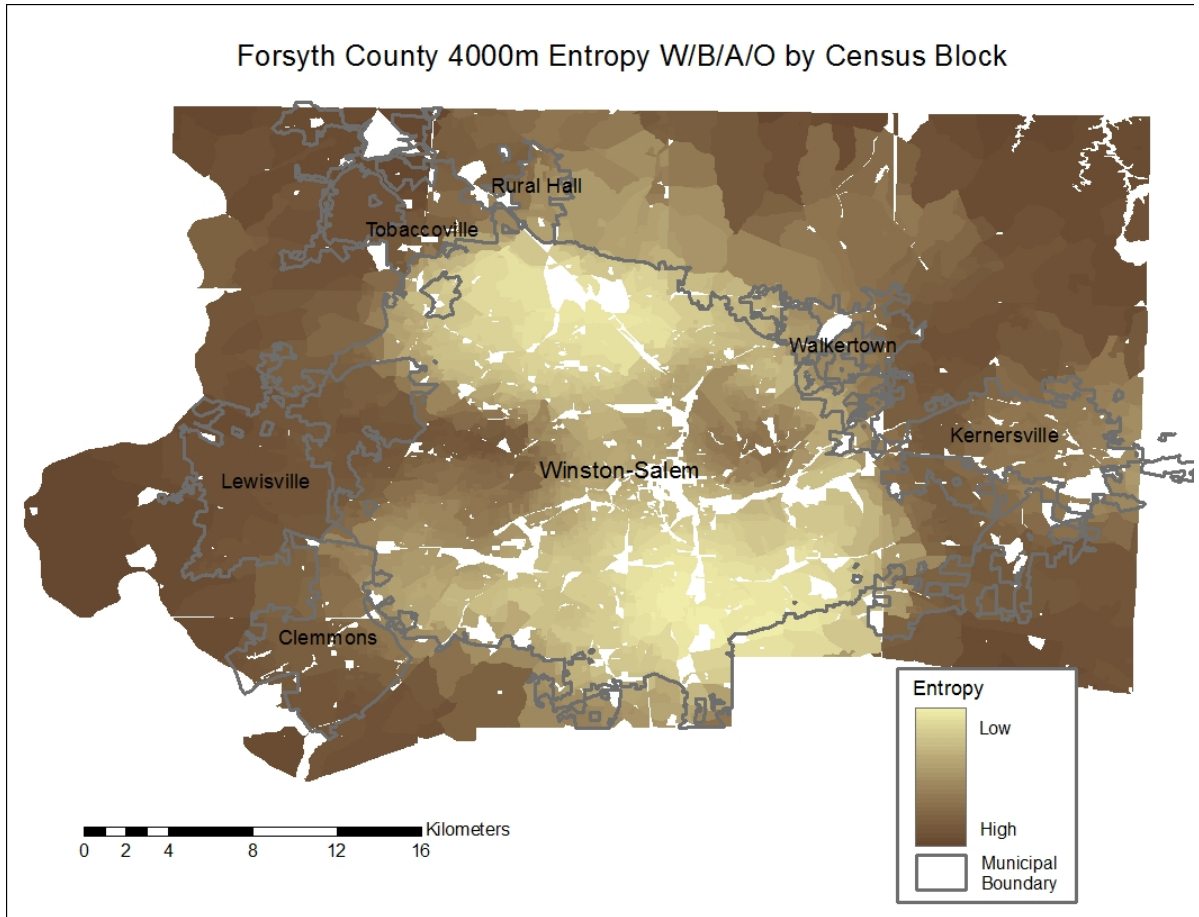 Forsyth County 4000m Entropy W/B/A/O by Census Block
Rural Hall
Tobaccoville
Walkertown
Kernersville
Winston-Salem
Lewisville
Clemmons
Entropy
Low
High
Municipal
Boundary
Kilometers
0 2 4 8 12 16